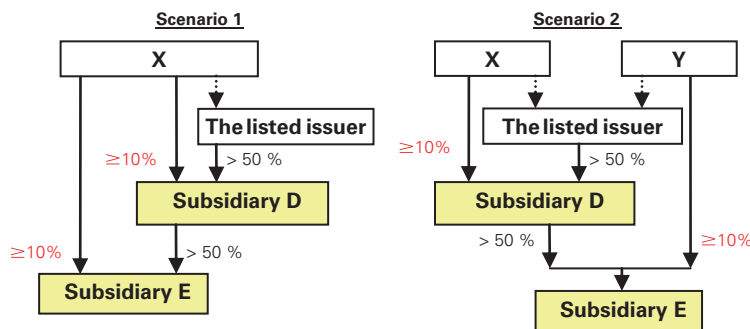 Scenario 1
X
The listed issuer
≧10%
> 50 %
Subsidiary D
≧10%
> 50 %
Subsidiary E
Scenario 2
X
Y
The listed issuer
≧10%
> 50 %
Subsidiary D
> 50 %
≧10%
Subsidiary E